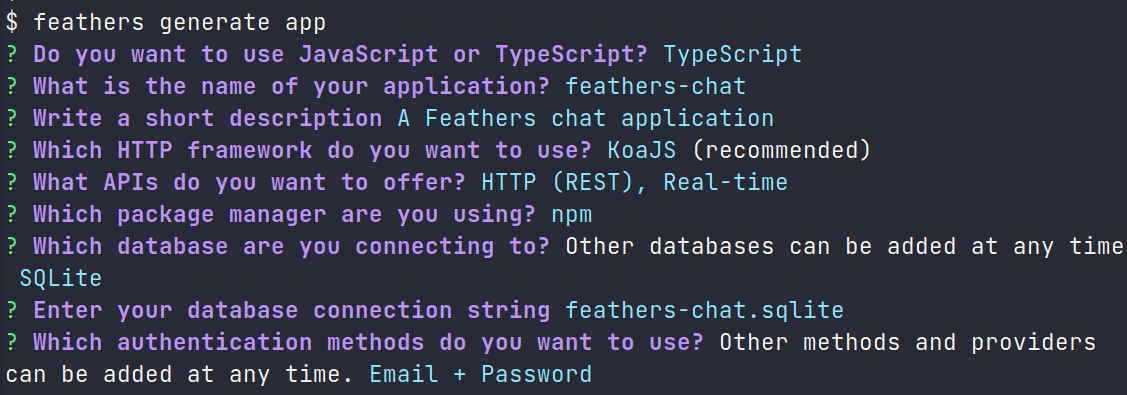 $ feathers generate app
? Do you want to use JavaScript or TypeScript? TypeScript
? What is the name of your application? feathers-chat
? Write a short description A Feathers chat application
? Which HTTP framework do you want to use? KoaJS (recommended)
? What APIs do you want to offer? HTTP (REST), Real-time
? Which package manager are you using? npm
? Which database are you connecting to? Other databases can be added at any time
SQLite
? Enter your database connection string feathers-chat.sqlite
? Which authentication methods do you want to use? Other methods and providers
can be added at any time. Email + Password